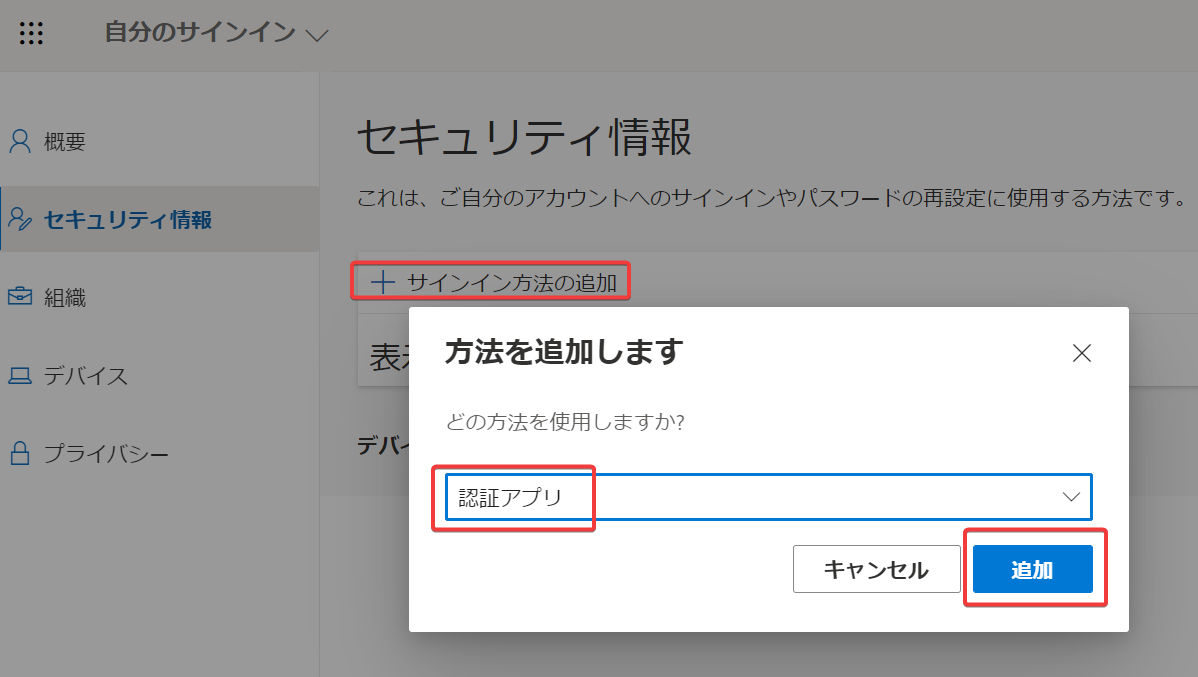 自分のサインイン
概要
セキュリティ情報
組織
デバイス
プライバシー
セキュリティ情報
これは、ご自分のアカウントへのサインインやパスワードの再設定に使用する方法です。
サインイン方法の追加
方法を追加します
どの方法を使用しますか?
認証アプリ
キャンセル
追加